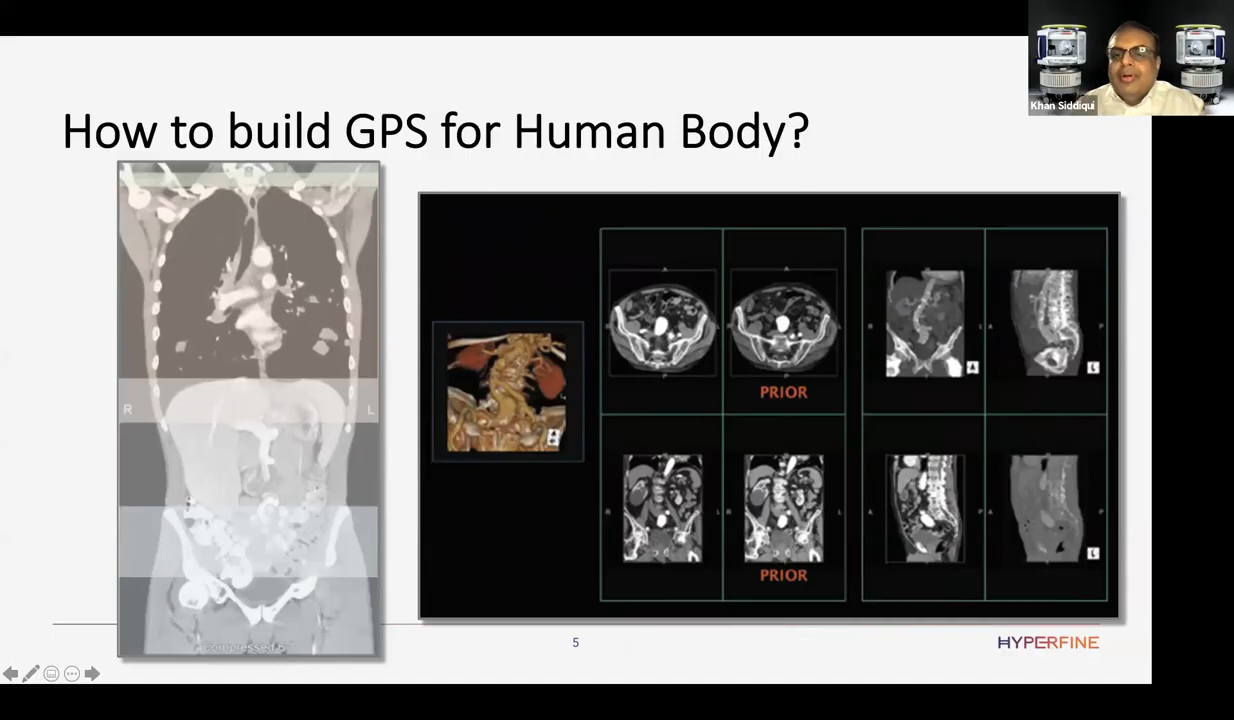 Khan Siddiqui
How to build GPS for Human Body?
R
L
PRIOR
PRIOR
5
HYPERFINE